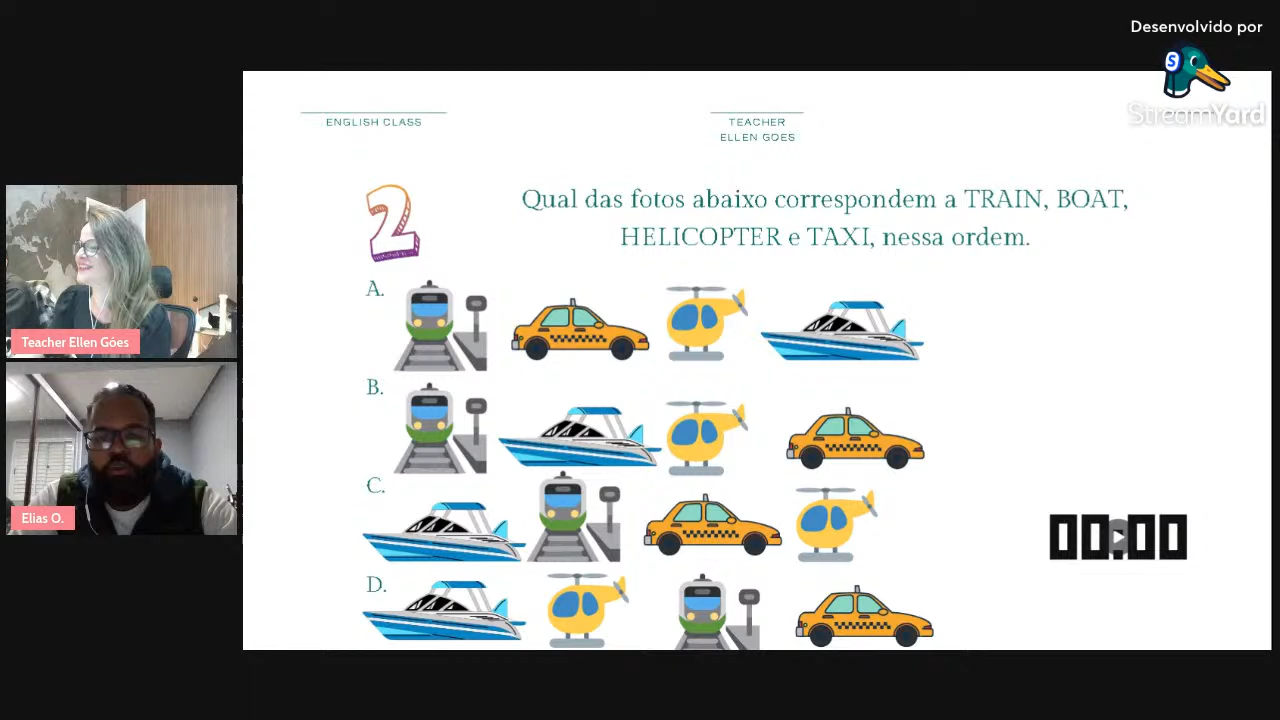 Desenvolvido por
StreamYard
ENGLISH CLASS
TEACHER
ELLEN GOES
2
Qual das fotos abaixo correspondem a TRAIN, BOAT,
HELICOPTER e TAXI, nessa ordem.
A.
B.
C.
D.
00:00
Teacher Ellen Góes
Elias O.